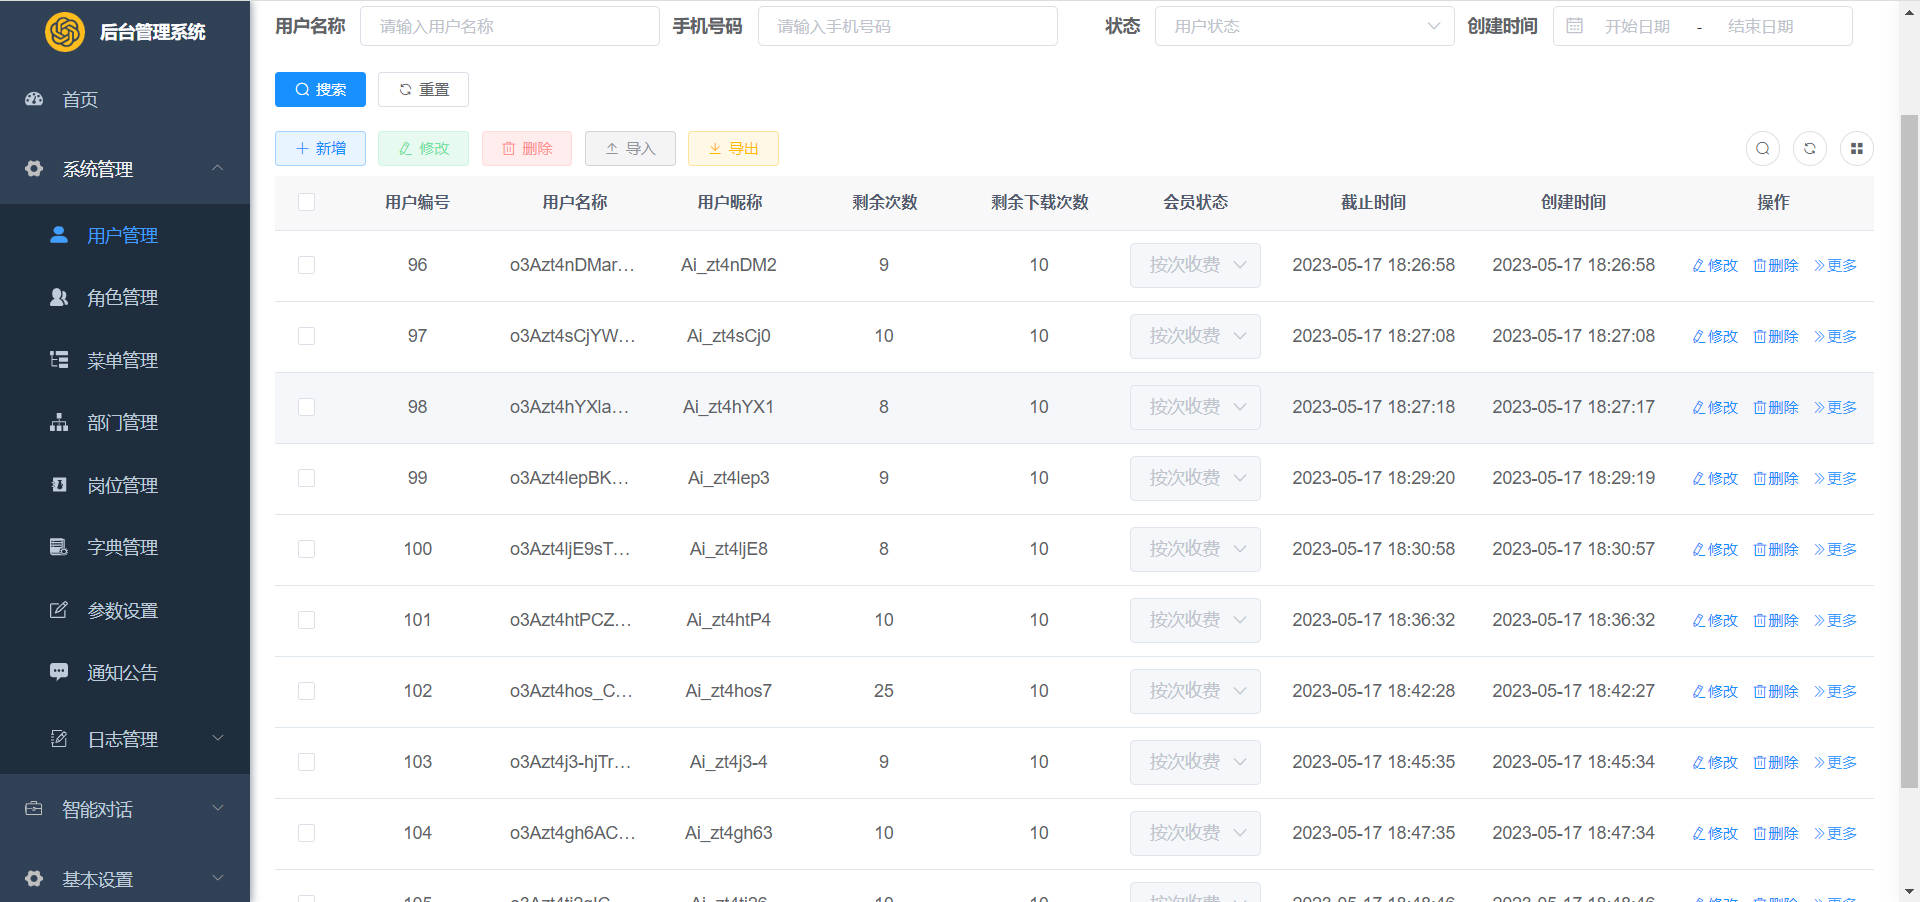 后台管理系统
首页
系统管理
用户管理
角色管理
菜单管理
部门管理
岗位管理
字典管理
参数设置
通知公告
日志管理
智能对话
基本设置
用户名称 请输入用户名称 手机号码 请输入手机号码 状态 用户状态 创建时间 开始日期 - 结束日期
搜索 重置
新增 修改 删除 导入 导出
用户编号 用户名称 用户昵称 剩余次数 剩余下载次数 会员状态 截止时间 创建时间 操作
96 o3Azt4nDMar... Ai_zt4nDM2 9 10 按次收费 2023-05-17 18:26:58 2023-05-17 18:26:58 修改 删除 更多
97 o3Azt4sCjYW... Ai_zt4sCj0 10 10 按次收费 2023-05-17 18:27:08 2023-05-17 18:27:08 修改 删除 更多
98 o3Azt4hYXla... Ai_zt4hYX1 8 10 按次收费 2023-05-17 18:27:18 2023-05-17 18:27:17 修改 删除 更多
99 o3Azt4lepBK... Ai_zt4lep3 9 10 按次收费 2023-05-17 18:29:20 2023-05-17 18:29:19 修改 删除 更多
100 o3Azt4ljE9sT... Ai_zt4ljE8 8 10 按次收费 2023-05-17 18:30:58 2023-05-17 18:30:57 修改 删除 更多
101 o3Azt4htPCZ... Ai_zt4htP4 10 10 按次收费 2023-05-17 18:36:32 2023-05-17 18:36:32 修改 删除 更多
102 o3Azt4hos_C... Ai_zt4hos7 25 10 按次收费 2023-05-17 18:42:28 2023-05-17 18:42:27 修改 删除 更多
103 o3Azt4j3-hjTr... Ai_zt4j3-4 9 10 按次收费 2023-05-17 18:45:35 2023-05-17 18:45:34 修改 删除 更多
104 o3Azt4gh6AC... Ai_zt4gh63 10 10 按次收费 2023-05-17 18:47:35 2023-05-17 18:47:34 修改 删除 更多